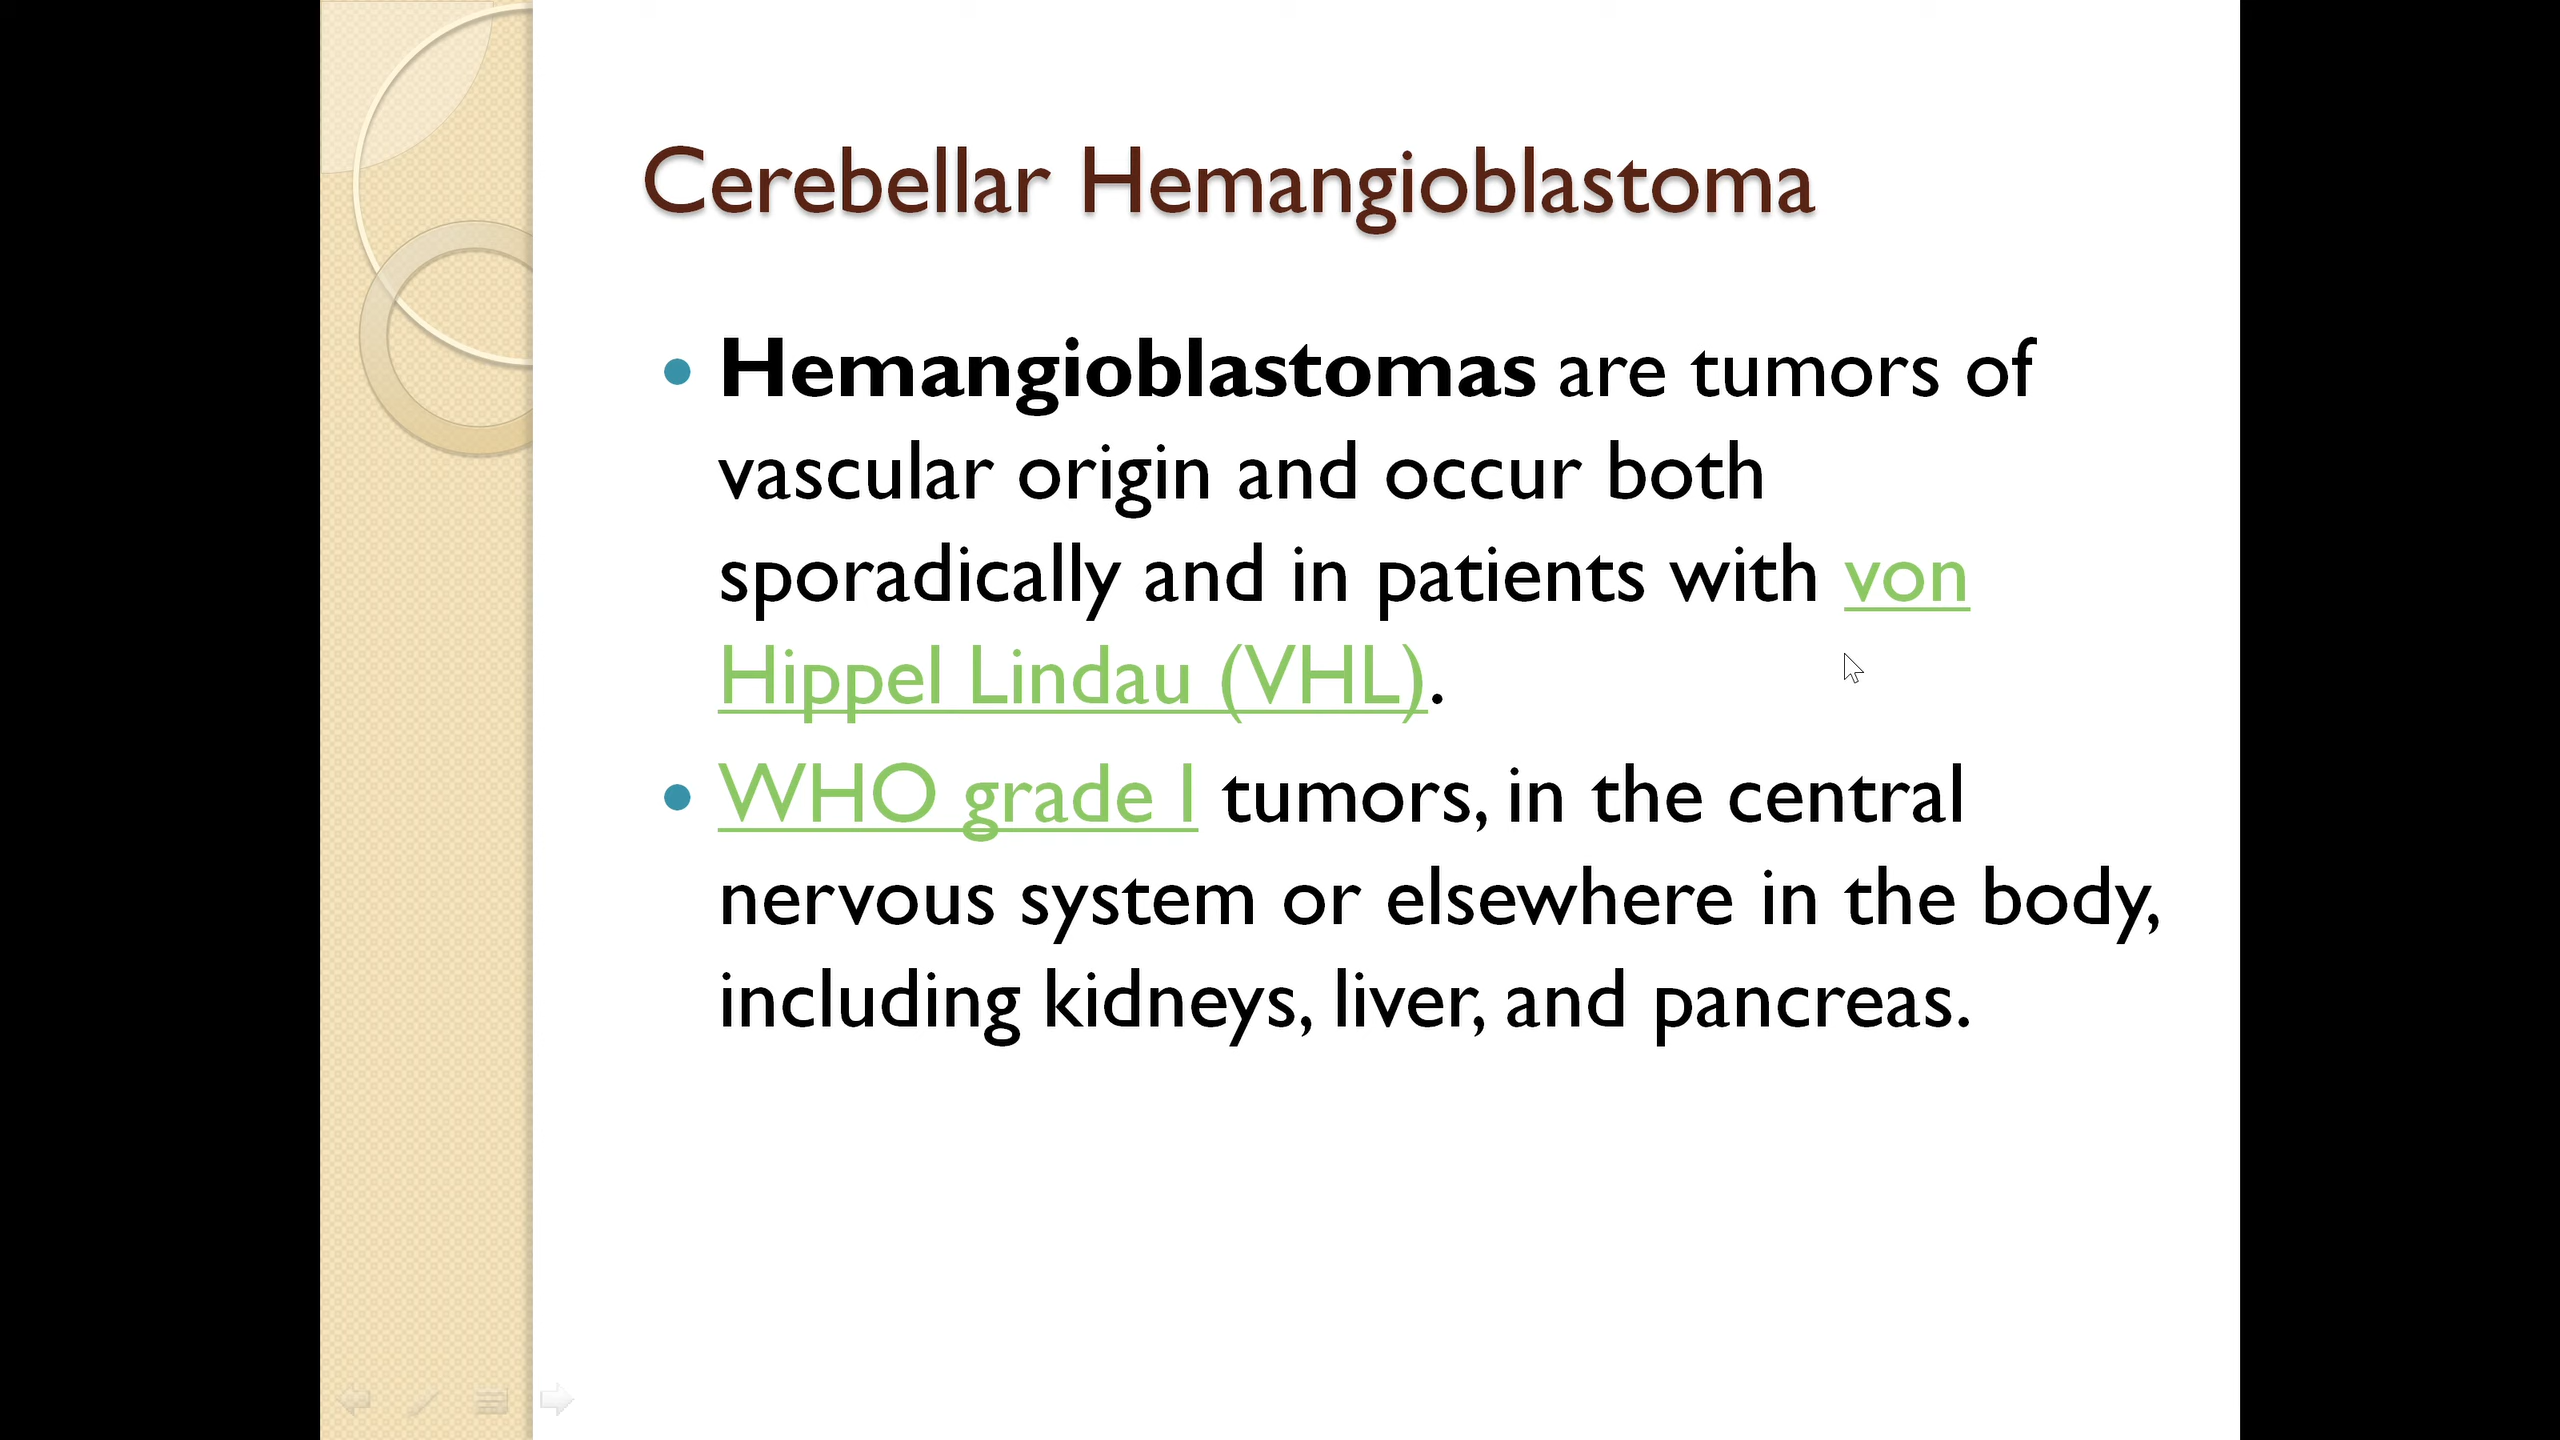 Cerebellar Hemangioblastoma
Hemangioblastomas are tumors of
vascular origin and occur both
sporadically and in patients with von
Hippel Lindau (VHL).
WHO grade I tumors, in the central
nervous system or elsewhere in the body,
including kidneys, liver, and pancreas.